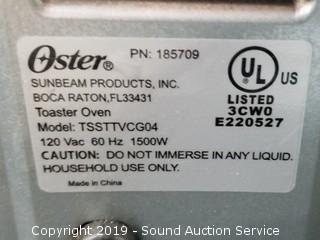 Oster
PN: 185709
SUNBEAM PRODUCTS, INC.
BOCA RATON,FL33431
Toaster Oven
Model: TSSTTVCG04
120 Vac 60 Hz 1500W
UL US
LISTED
3CW0
E220527
CAUTION: DO NOT IMMERSE IN ANY LIQUID.
HOUSEHOLD USE ONLY.
Made in China
Copyright 2019 - Sound Auction Service